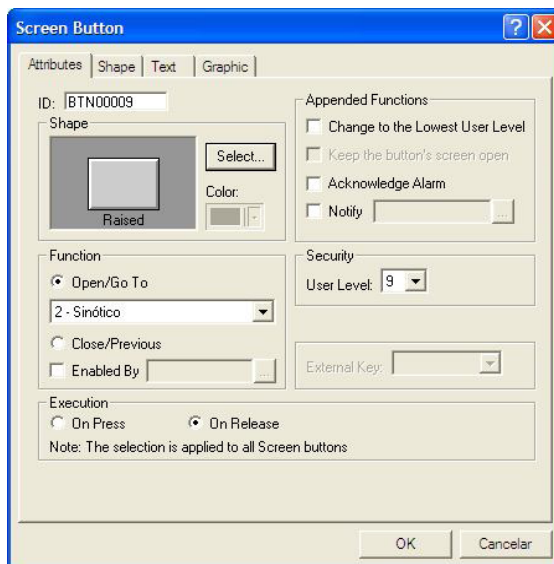 Screen Button
Attributes Shape Text Graphic
ID: BTN00009
Shape
Raised
Select...
Color:
Function
Open/Go To
2 - Sinótico
Close/Previous
Enabled By ...
Appended Functions
Change to the Lowest User Level
Keep the button's screen open
Acknowledge Alarm
Notify ...
Security
User Level: 9
External Key:
Execution
On Press On Release
Note: The selection is applied to all Screen buttons
OK Cancelar